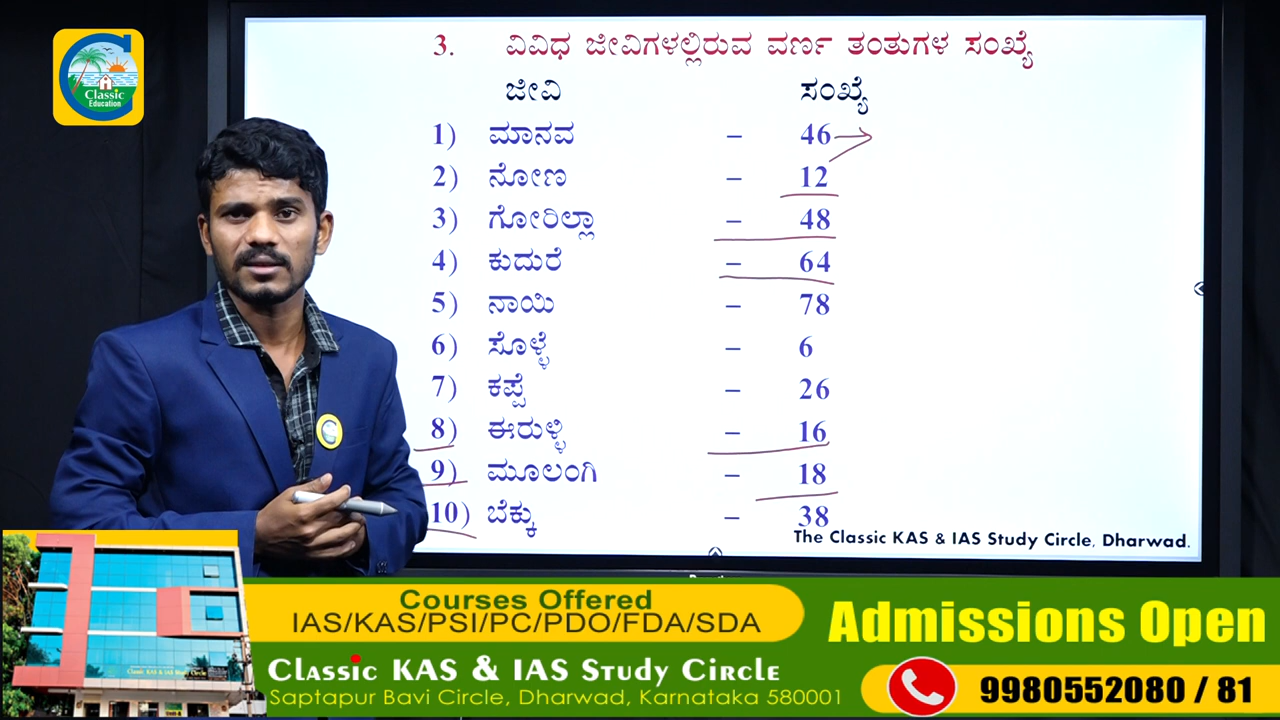 Classic
Education
3. ವಿವಿಧ ಜೀವಿಗಳಲ್ಲಿರುವ ವರ್ಣ ತಂತುಗಳ ಸಂಖ್ಯೆ
ಜೀವಿ ಸಂಖ್ಯೆ
1) ಮಾನವ – 46
2) ನೋಣ – 12
3) ಗೋರಿಲ್ಲಾ – 48
4) ಕುದುರೆ – 64
5) ನಾಯಿ – 78
6) ಸೊಳ್ಳೆ – 6
7) ಕಪ್ಪೆ – 26
8) ಈರುಳ್ಳಿ – 16
9) ಮೂಲಂಗಿ – 18
10) ಬೆಕ್ಕು – 38
The Classic KAS & IAS Study Circle, Dharwad.
Courses Offered
IAS/KAS/PSI/PC/PDO/FDA/SDA
Classic KAS & IAS Study Circle
Saptapur Bavi Circle, Dharwad, Karnataka 580001
Admissions Open
9980552080 / 81